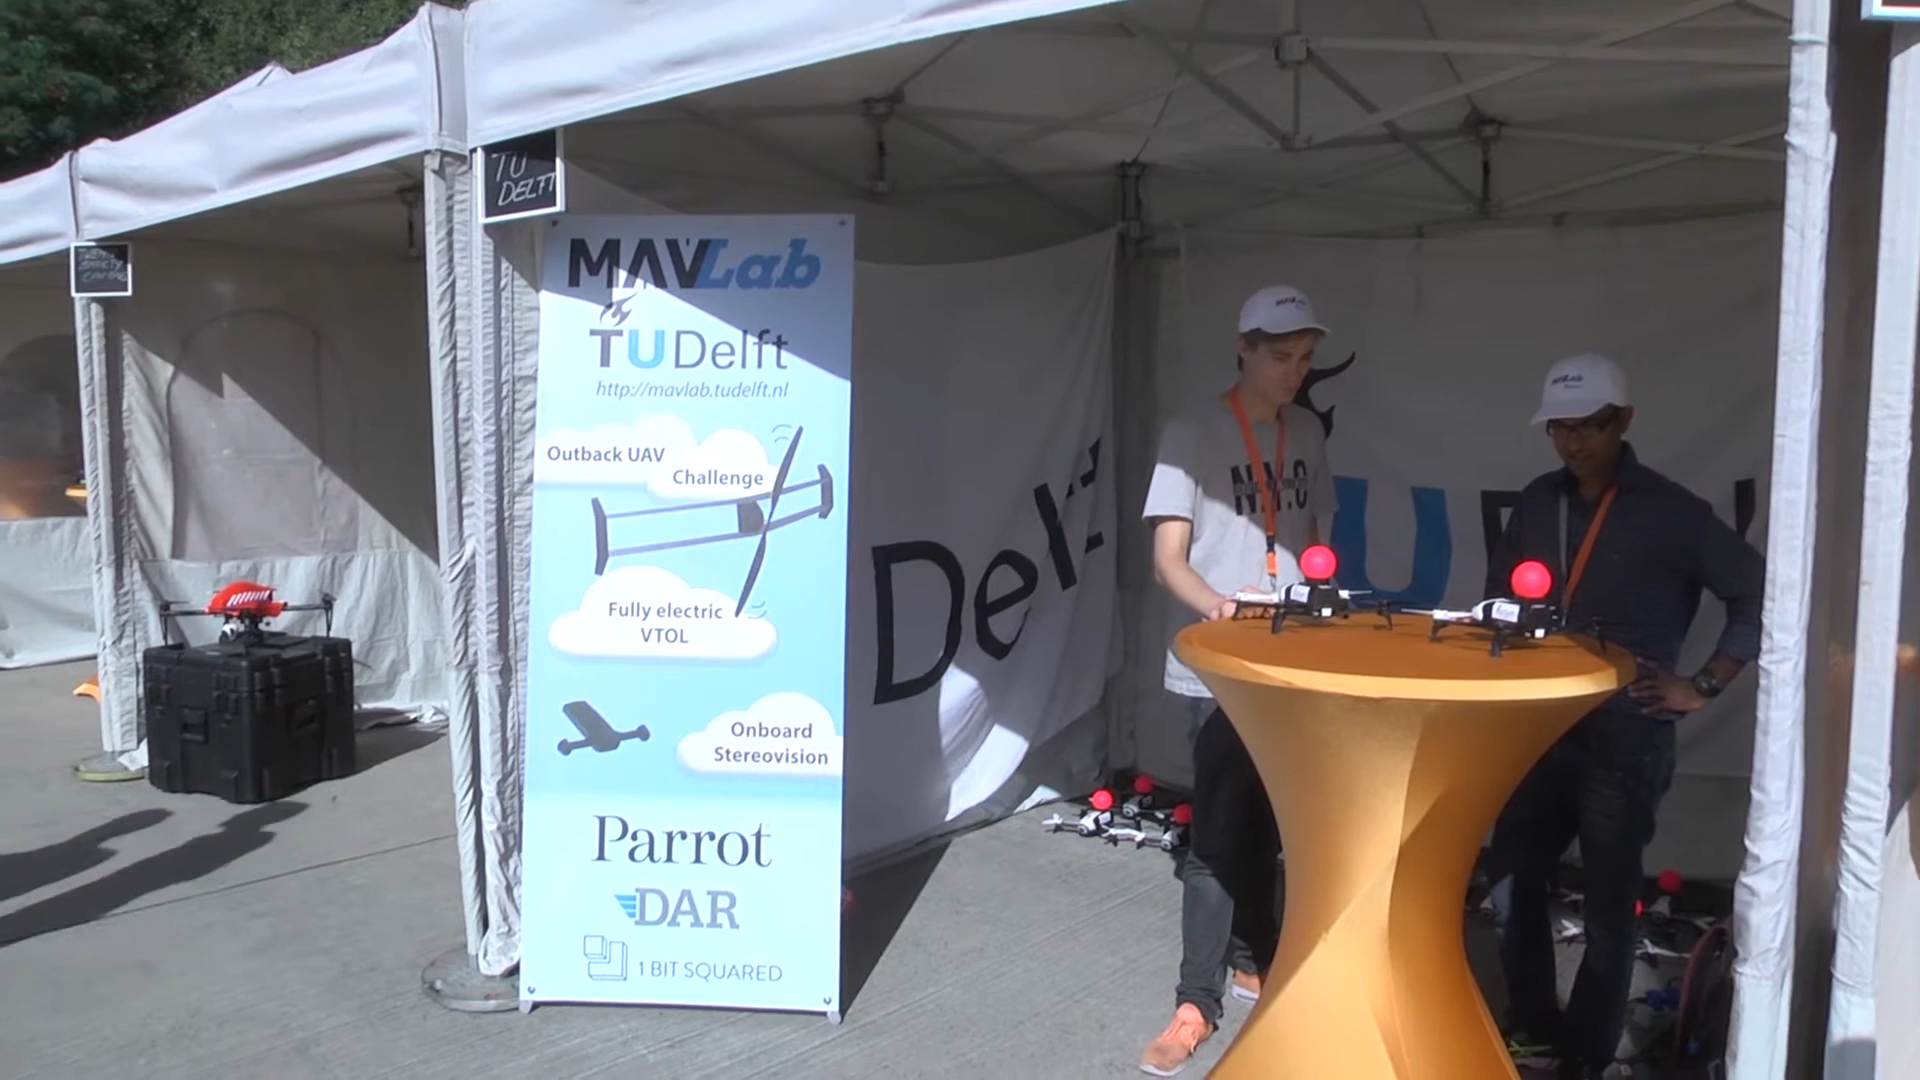 TU
DELFT
MAVLab
TUDelft
http://mavlab.tudelft.nl
Outback UAV
Challenge
Fully electric
VTOL
Onboard
Stereovision
Parrot
DAR
1 BIT SQUARED
Delft
U
N.Y.C